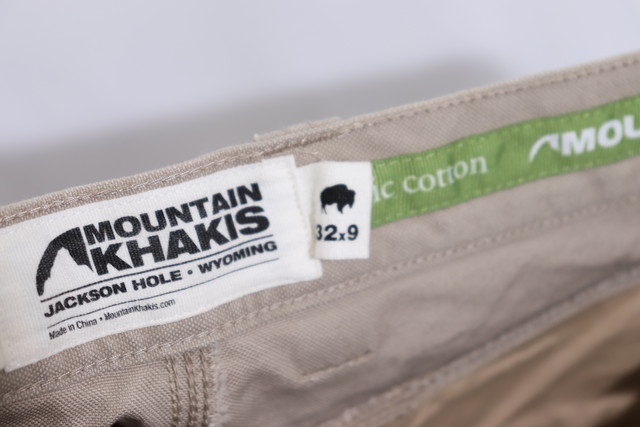 MOUNTAIN
KHAKIS
JACKSON HOLE • WYOMING
Made in China • MountainKhakis.com
32x9
ic cotton
MOU